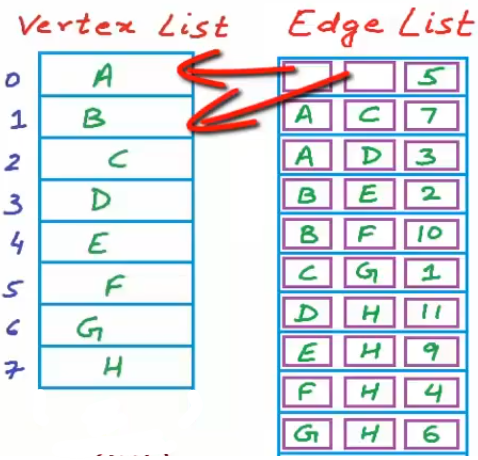 Vertex List Edge List
0 A 5
1 B A C 7
2 C A D 3
3 D B E 2
4 E B F 10
5 F C G 1
6 G D H 11
7 H E H 9
F H 4
G H 6